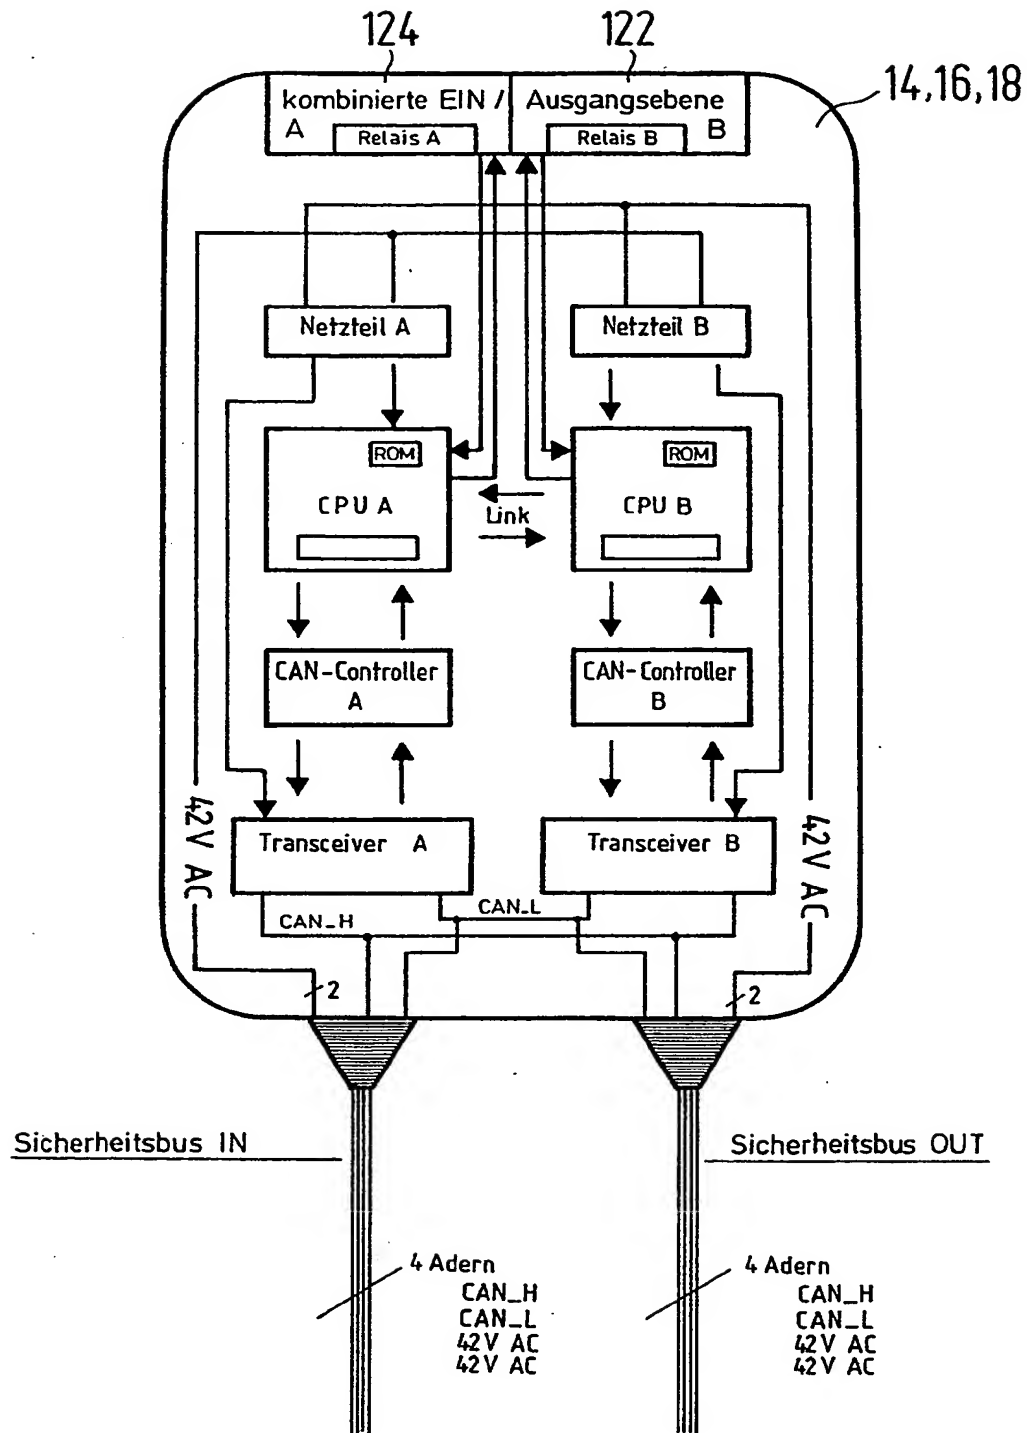 124
122
14,16,18
kombinierte EIN / Ausgangsebene
A
Relais A
Relais B
B
Netzteil A
Netzteil B
ROM
ROM
CPU A
Link
CPU B
CAN-Controller
A
CAN-Controller
B
42V AC
42V AC
Transceiver A
Transceiver B
CAN_H
CAN_L
2
2
Sicherheitsbus IN
Sicherheitsbus OUT
4 Adern
CAN_H
CAN_L
42V AC
42V AC
4 Adern
CAN_H
CAN_L
42V AC
42V AC